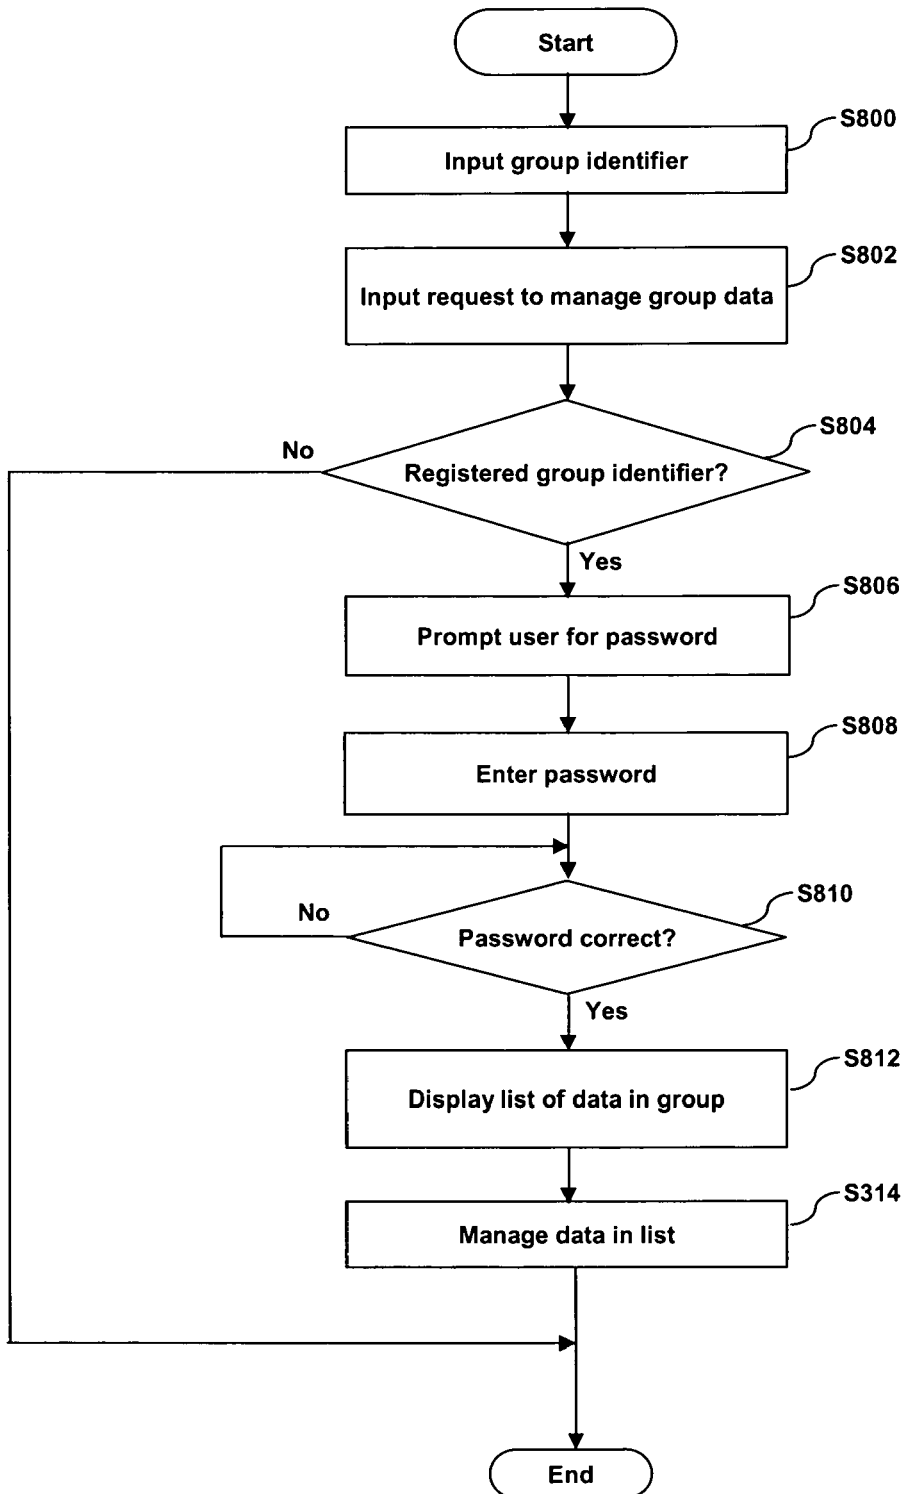 Start
S800
Input group identifier
S802
Input request to manage group data
S804
No
Registered group identifier?
Yes
S806
Prompt user for password
S808
Enter password
S810
No
Password correct?
Yes
S812
Display list of data in group
S314
Manage data in list
End